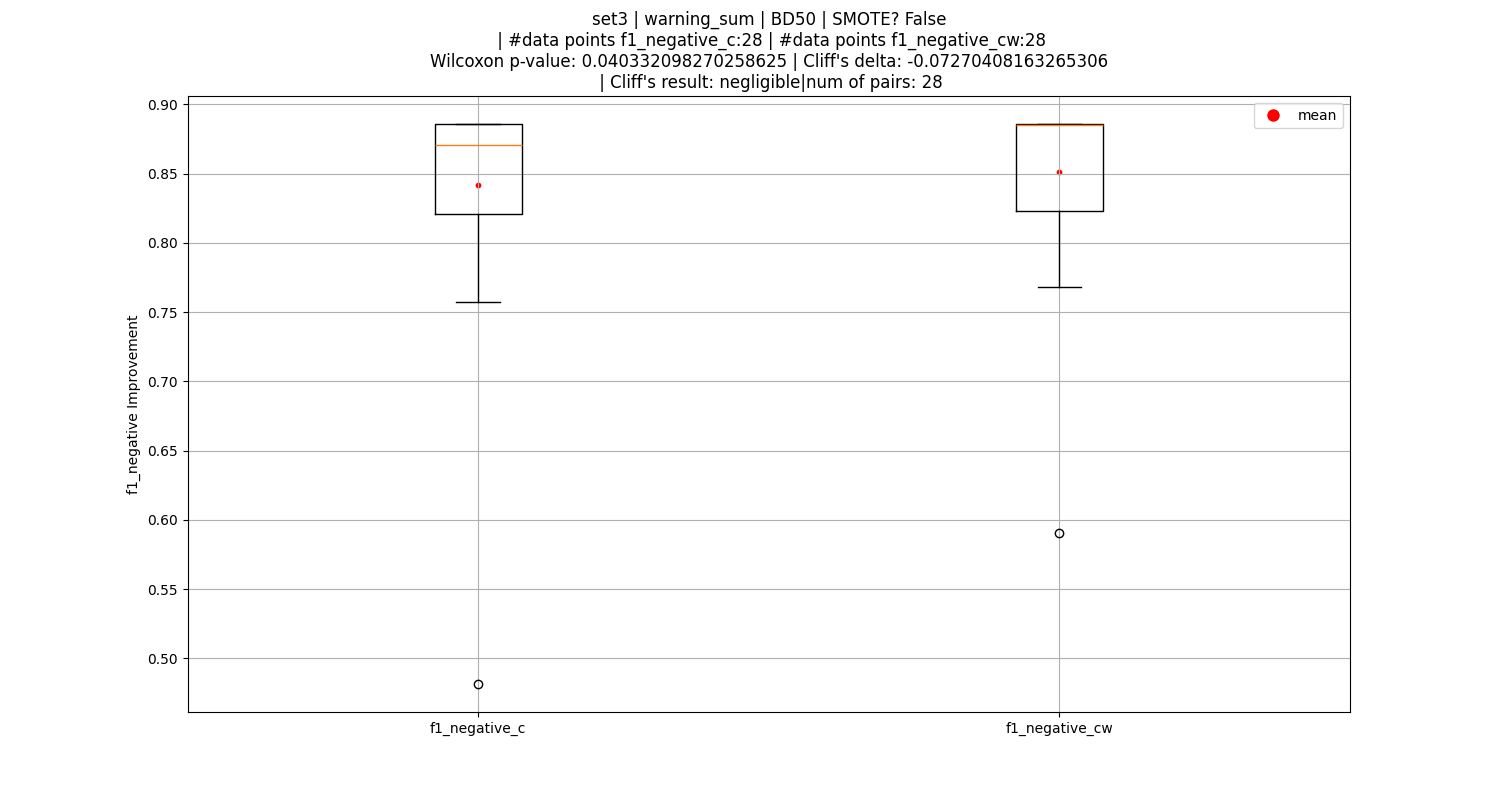 set3 | warning_sum | BD50 | SMOTE? False
| #data points f1_negative_c:28 | #data points f1_negative_cw:28
Wilcoxon p-value: 0.040332098270258625 | Cliff's delta: -0.07270408163265306
| Cliff's result: negligible|num of pairs: 28
mean
0.90
0.85
0.80
0.75
0.70
0.65
0.60
0.55
0.50
f1_negative Improvement
f1_negative_c
f1_negative_cw